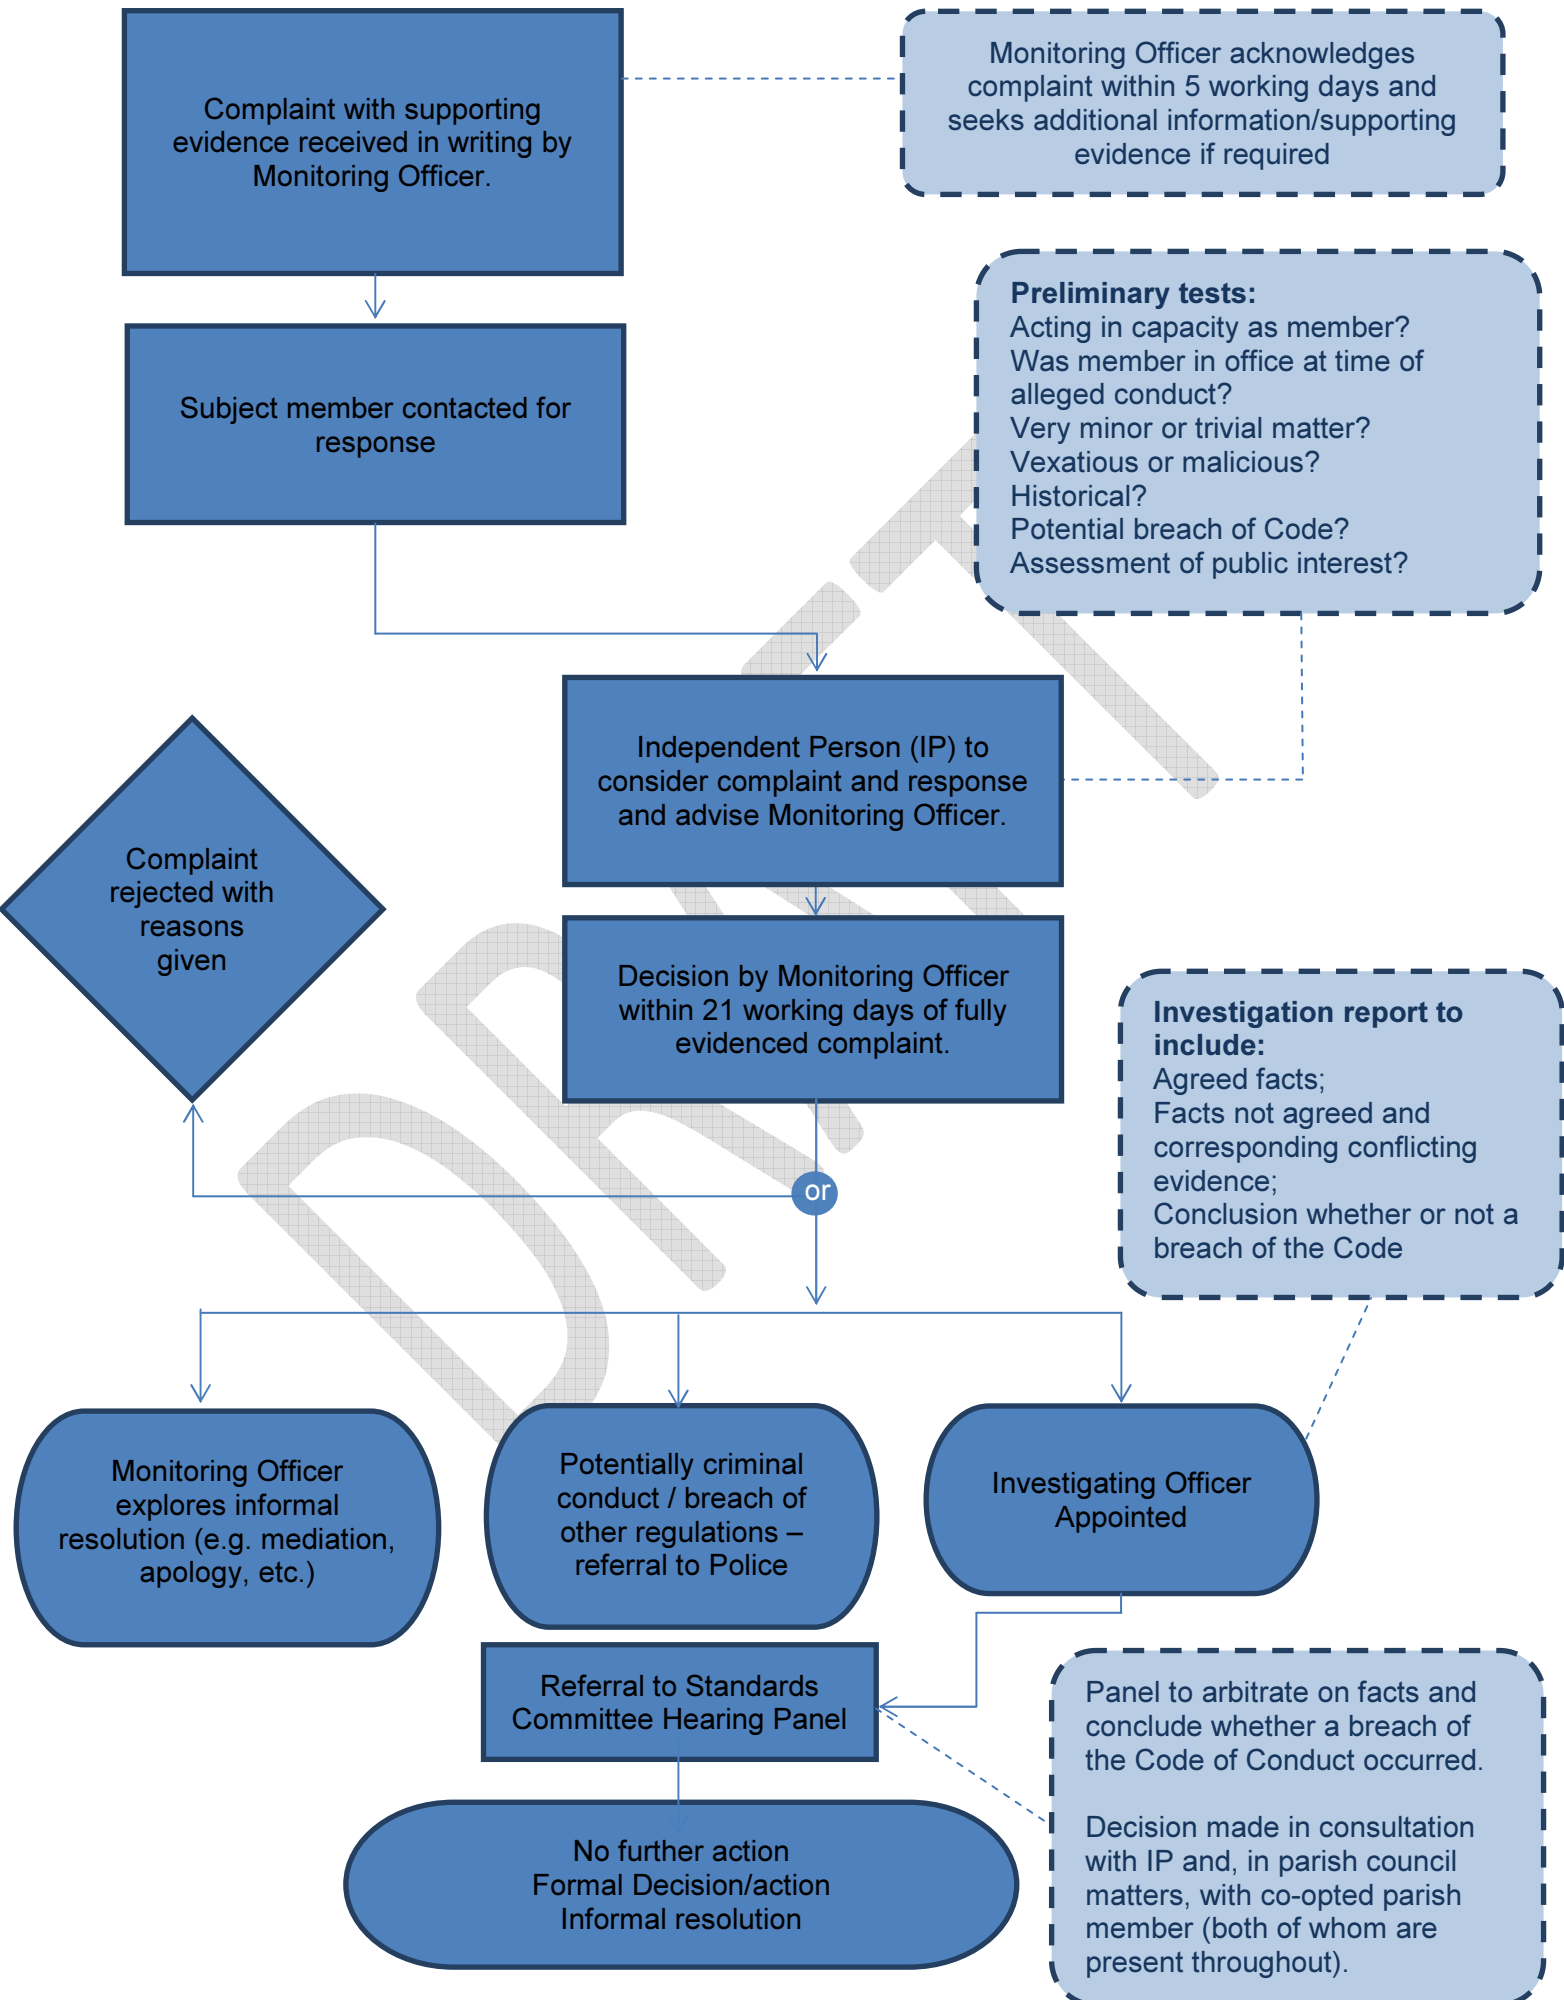 Complaint with supporting
evidence received in writing by
Monitoring Officer.
Monitoring Officer acknowledges
complaint within 5 working days and
seeks additional information/supporting
evidence if required
Subject member contacted for
response
Preliminary tests:
Acting in capacity as member?
Was member in office at time of
alleged conduct?
Very minor or trivial matter?
Vexatious or malicious?
Historical?
Potential breach of Code?
Assessment of public interest?
Independent Person (IP) to
consider complaint and response
and advise Monitoring Officer.
Complaint
rejected with
reasons
given
Decision by Monitoring Officer
within 21 working days of fully
evidenced complaint.
Investigation report to
include:
Agreed facts;
Facts not agreed and
corresponding conflicting
evidence;
Conclusion whether or not a
breach of the Code
or
Monitoring Officer
explores informal
resolution (e.g. mediation,
apology, etc.)
Potentially criminal
conduct / breach of
other regulations –
referral to Police
Investigating Officer
Appointed
Referral to Standards
Committee Hearing Panel
Panel to arbitrate on facts and
conclude whether a breach of
the Code of Conduct occurred.
Decision made in consultation
with IP and, in parish council
matters, with co-opted parish
member (both of whom are
present throughout).
No further action
Formal Decision/action
Informal resolution
DRAFT